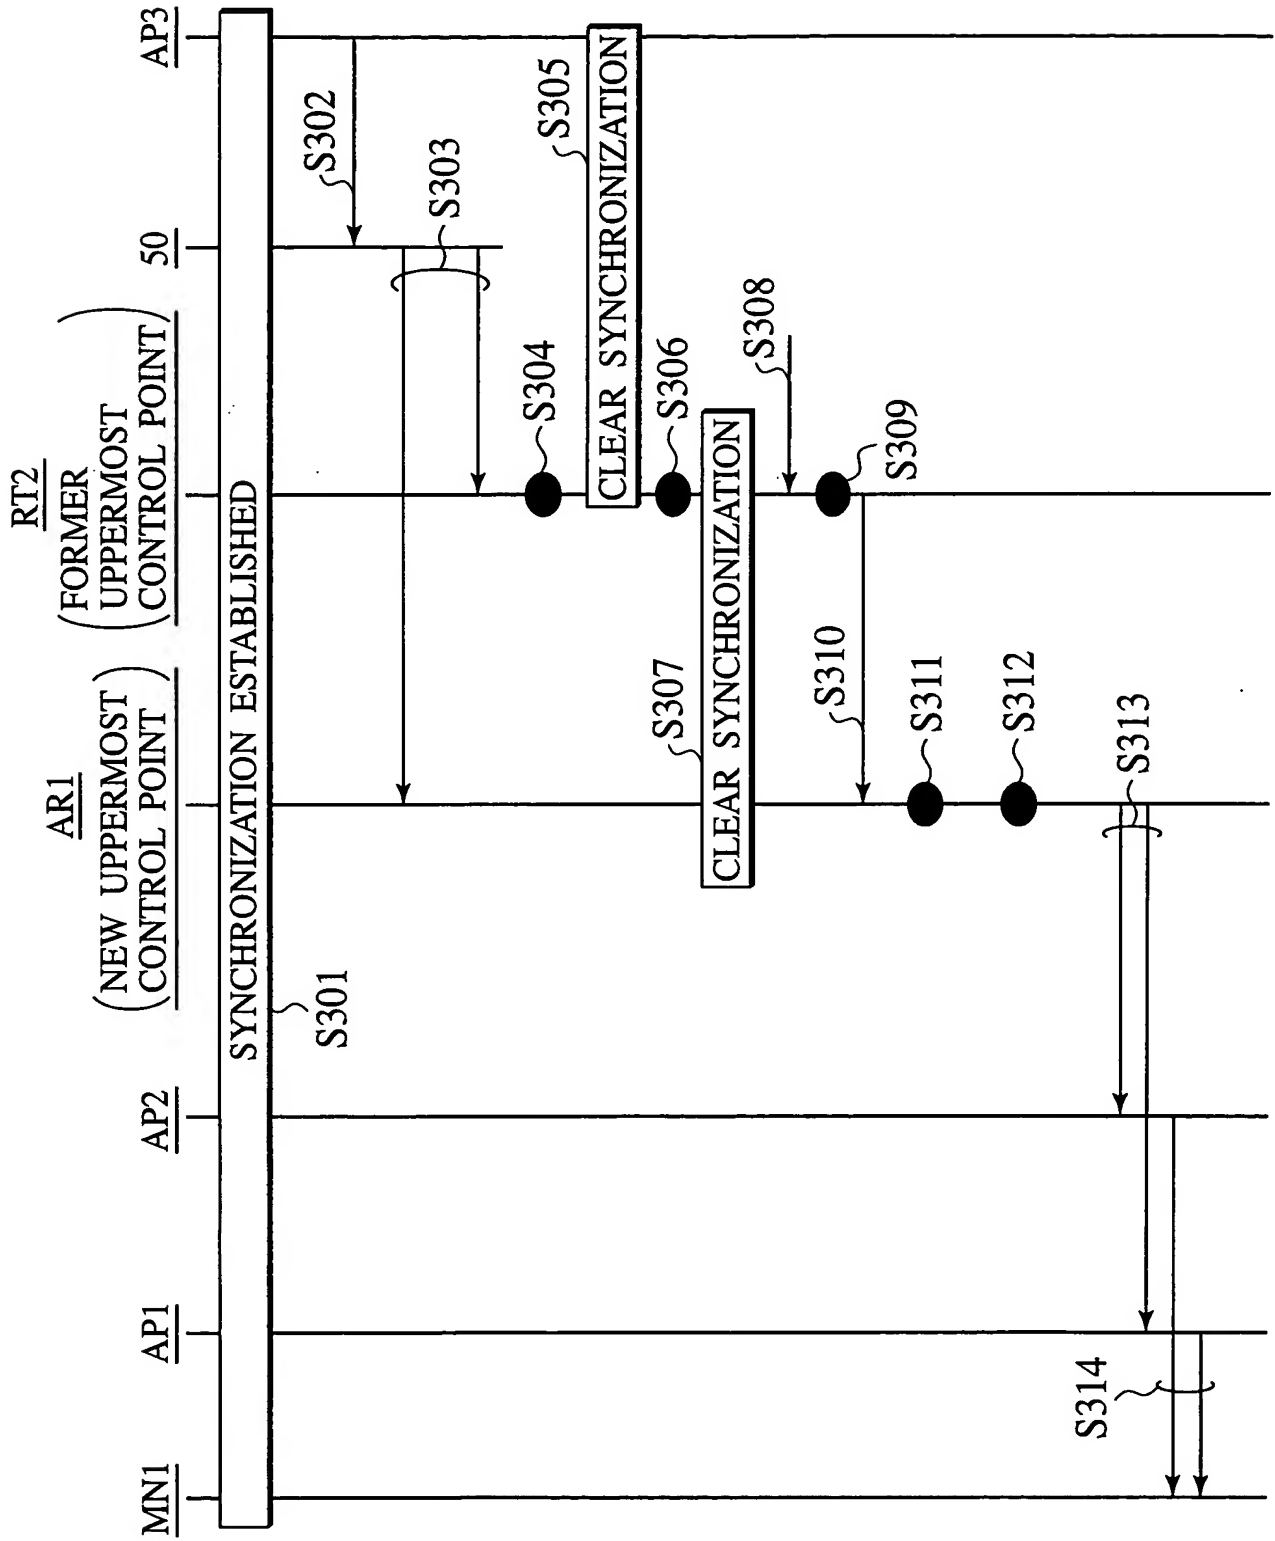 MN1
AP1
AP2
AR1
(NEW UPPERMOST
CONTROL POINT)
RT2
(FORMER
UPPERMOST
CONTROL POINT)
50
AP3
SYNCHRONIZATION ESTABLISHED
S301
S302
S303
S304
S305
CLEAR SYNCHRONIZATION
S306
S307
CLEAR SYNCHRONIZATION
S308
S309
S310
S311
S312
S313
S314